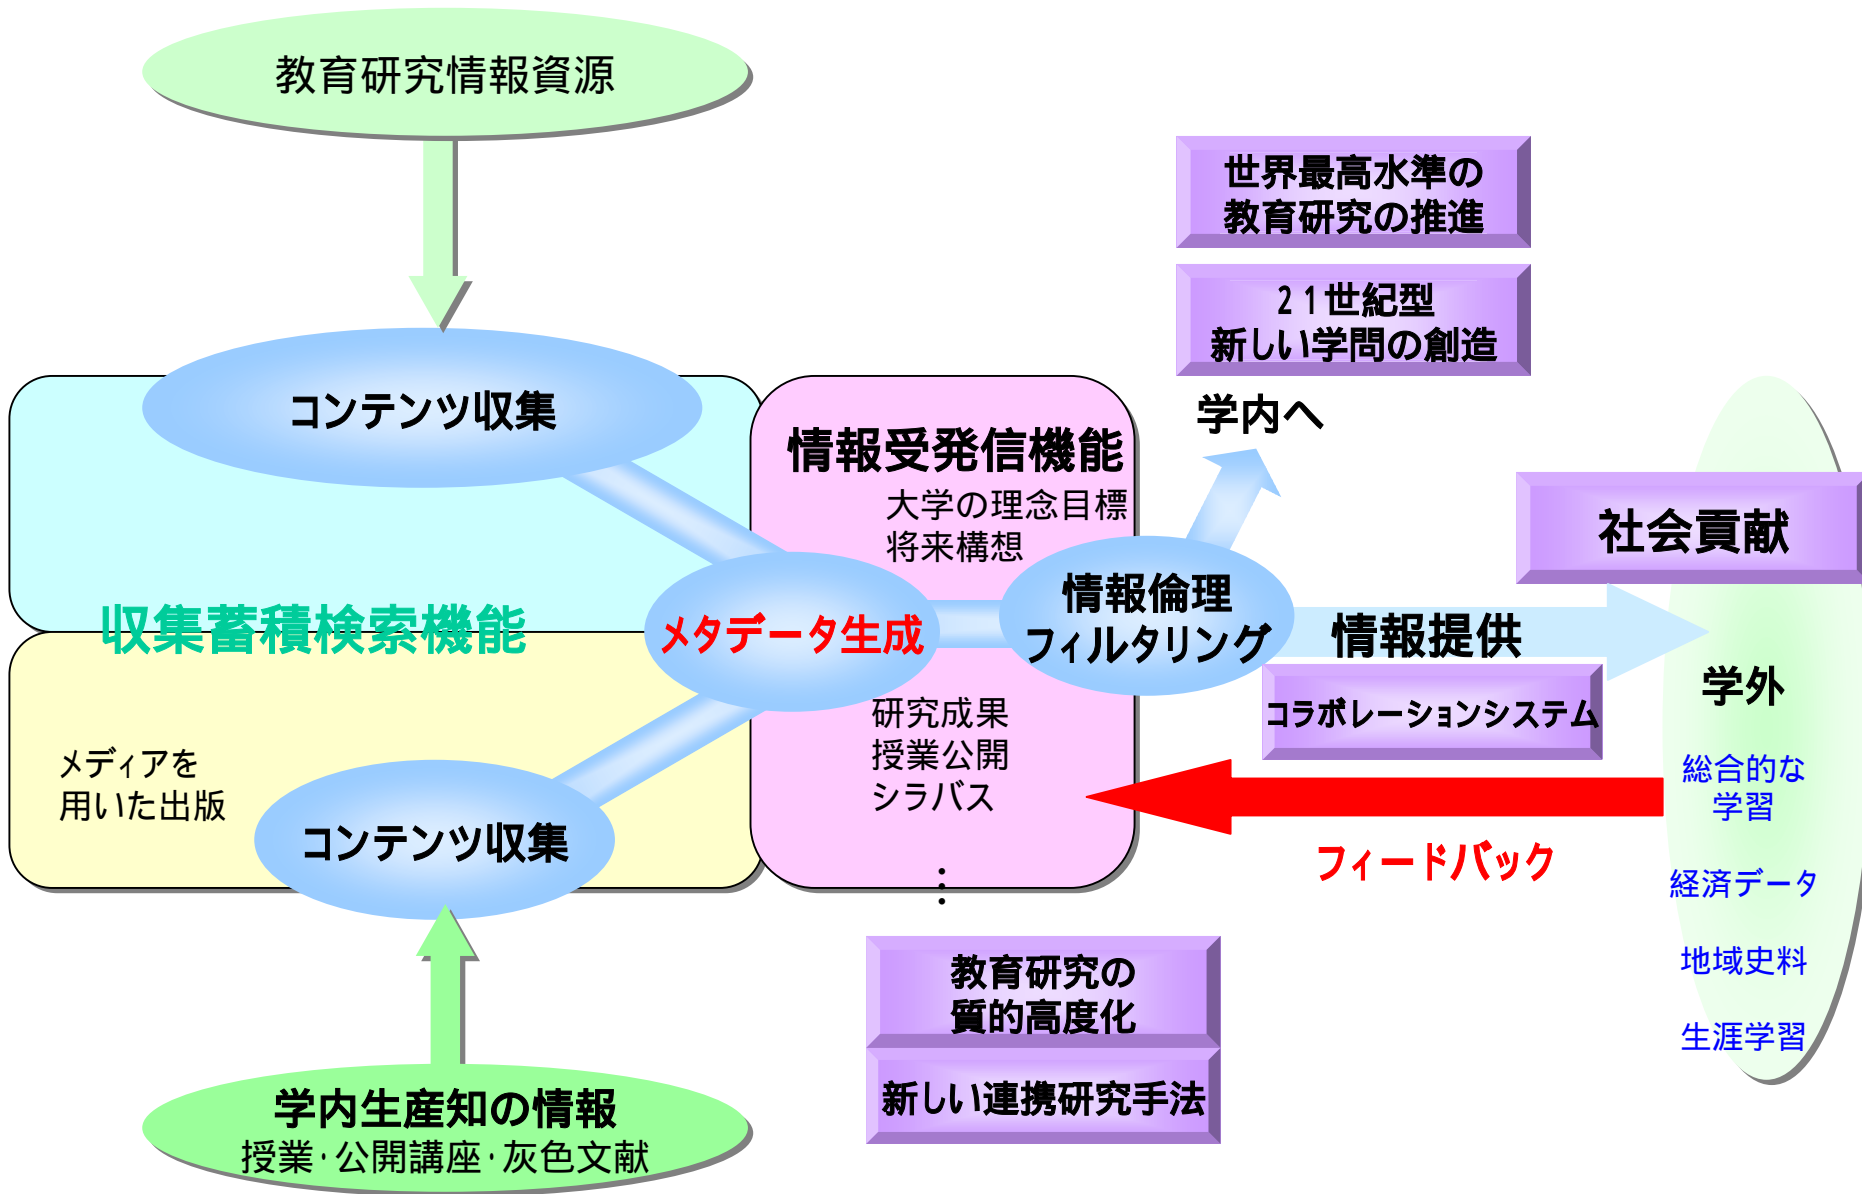 教育研究情報資源
世界最高水準の
教育研究の推進
21世紀型
新しい学問の創造
学内へ
コンテンツ収集
情報受発信機能
大学の理念目標
将来構想
社会貢献
収集蓄積検索機能
メタデータ生成
情報倫理
フィルタリング
情報提供
コラボレーションシステム
学外
研究成果
授業公開
シラバス
⋮
メディアを
用いた出版
コンテンツ収集
フィードバック
総合的な
学習
経済データ
地域史料
生涯学習
教育研究の
質的高度化
新しい連携研究手法
学内生産知の情報
授業・公開講座・灰色文献